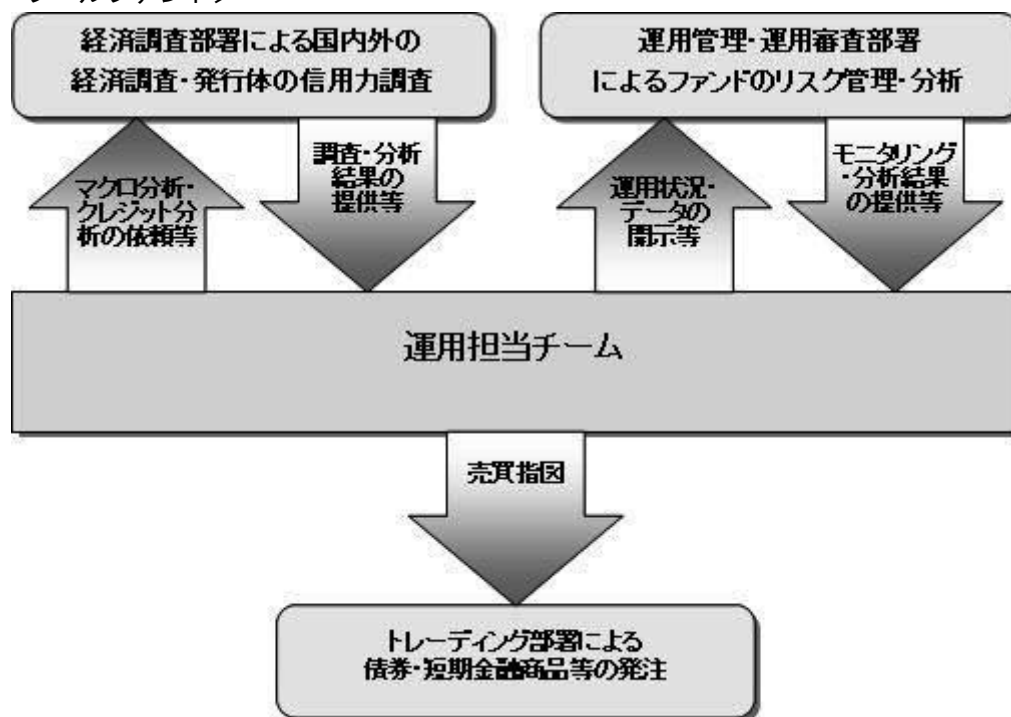 経済調査部署による国内外の
経済調査・発行体の信用力調査
運用管理・運用審査部署
によるファンドのリスク管理・分析
マクロ分析・
クレジット分
析の依頼等
調査・分析
結果の
提供等
運用状況・
データの
開示等
モニタリング
・分析結果
の提供等
運用担当チーム
売買指図
トレーディング部署による
債券・短期金融商品等の発注